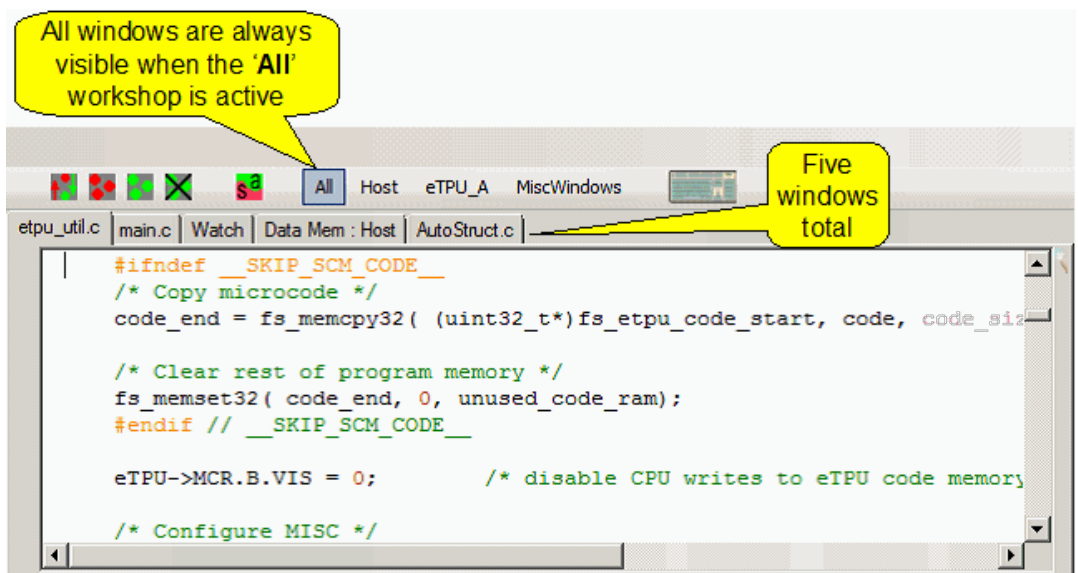 All windows are always
visible when the ‘All’
workshop is active
Five
windows
total
sa All Host eTPU_A MiscWindows
etpu_util.c main.c Watch Data Mem : Host AutoStruct.c
#ifndef __SKIP_SCM_CODE__
/* Copy microcode */
code_end = fs_memcpy32( (uint32_t*)fs_etpu_code_start, code, code_siz
/* Clear rest of program memory */
fs_memset32( code_end, 0, unused_code_ram);
#endif // __SKIP_SCM_CODE__
eTPU->MCR.B.VIS = 0; /* disable CPU writes to eTPU code memory
/* Configure MISC */